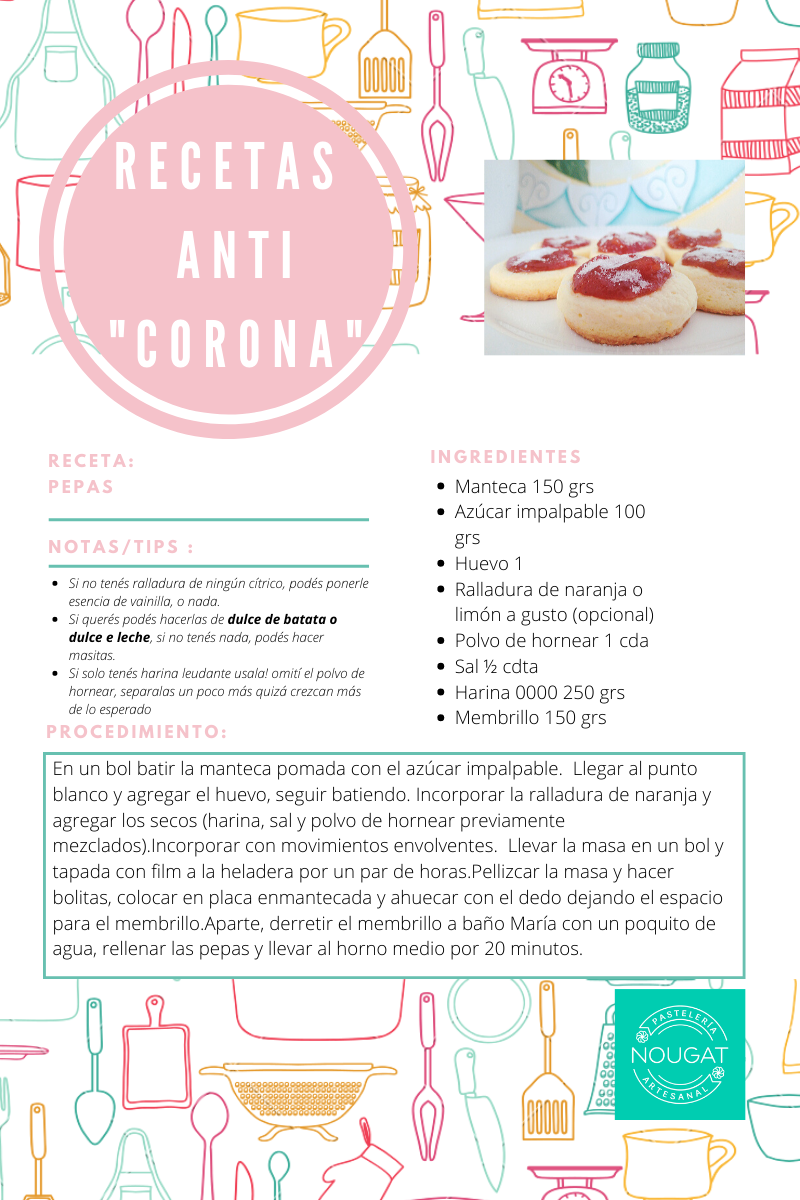 RECETAS
ANTI
"CORONA"
RECETA:
PEPAS
NOTAS/TIPS :
Si no tenés ralladura de ningún cítrico, podés ponerle
esencia de vainilla, o nada.
Si querés podés hacerlas de dulce de batata o
dulce e leche, si no tenés nada, podés hacer
masitas.
Si solo tenés harina leudante usala! omití el polvo de
hornear, separalas un poco más quizá crezcan más
de lo esperado
INGREDIENTES
Manteca 150 grs
Azúcar impalpable 100
grs
Huevo 1
Ralladura de naranja o
limón a gusto (opcional)
Polvo de hornear 1 cda
Sal ½ cdta
Harina 0000 250 grs
Membrillo 150 grs
PROCEDIMIENTO:
En un bol batir la manteca pomada con el azúcar impalpable.  Llegar al punto
blanco y agregar el huevo, seguir batiendo. Incorporar la ralladura de naranja y
agregar los secos (harina, sal y polvo de hornear previamente
mezclados).Incorporar con movimientos envolventes.  Llevar la masa en un bol y
tapada con film a la heladera por un par de horas.Pellizcar la masa y hacer
bolitas, colocar en placa enmantecada y ahuecar con el dedo dejando el espacio
para el membrillo.Aparte, derretir el membrillo a baño María con un poquito de
agua, rellenar las pepas y llevar al horno medio por 20 minutos.
PASTELERÍA
NOUGAT
ARTESANAL